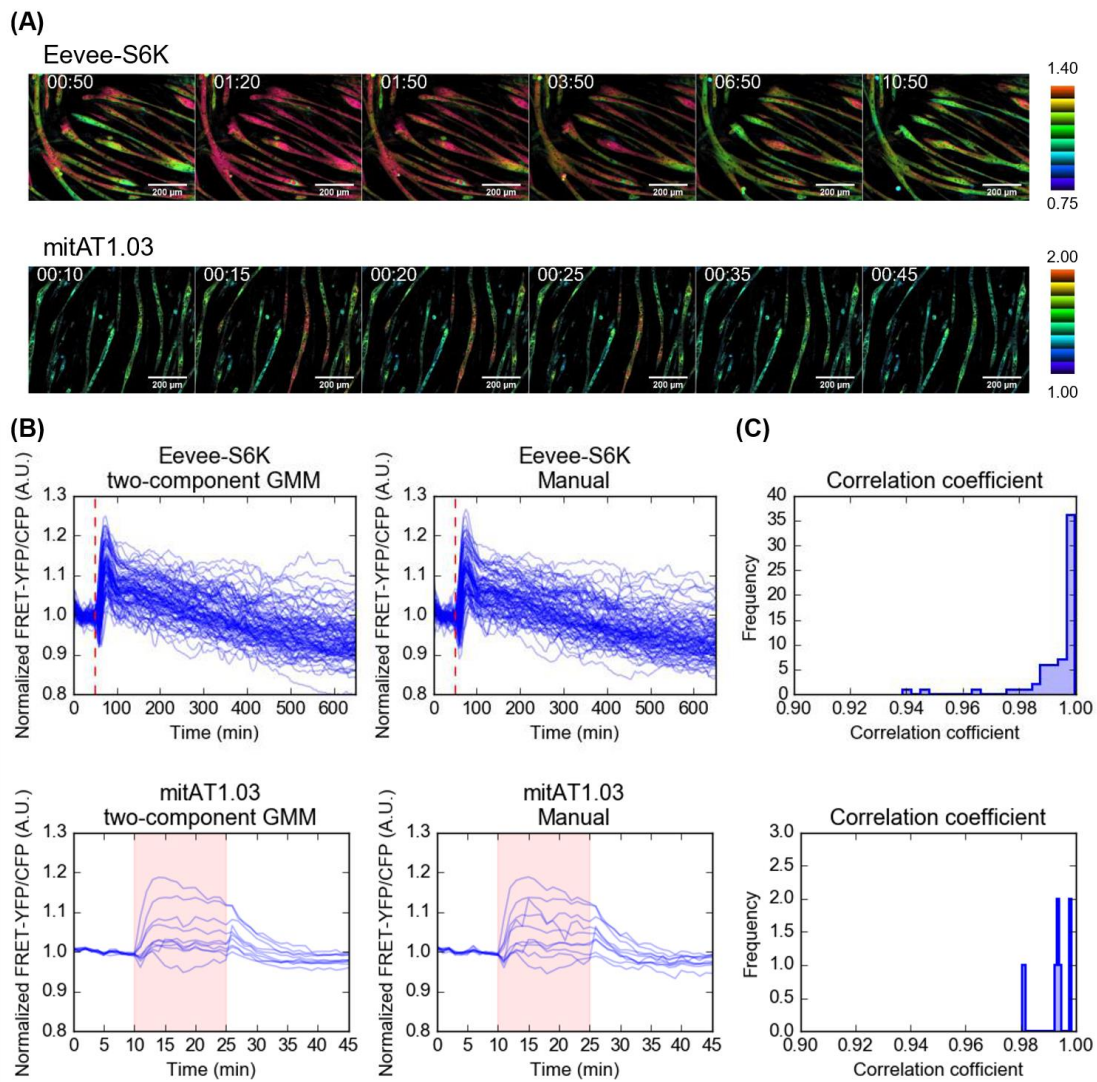 (A)
Eevee-S6K
00:50 01:20 01:50 03:50 06:50 10:50
200 µm 200 µm 200 µm 200 µm 200 µm 200 µm
1.40
0.75
mitAT1.03
00:10 00:15 00:20 00:25 00:35 00:45
200 µm 200 µm 200 µm 200 µm 200 µm 200 µm
2.00
1.00
(B)
Eevee-S6K
two-component GMM
Normalized FRET-YFP/CFP (A.U.)
1.3
1.2
1.1
1.0
0.9
0.8
0 100 200 300 400 500 600
Time (min)
Eevee-S6K
Manual
Normalized FRET-YFP/CFP (A.U.)
1.3
1.2
1.1
1.0
0.9
0.8
0 100 200 300 400 500 600
Time (min)
(C)
Correlation coefficient
Frequency
40
35
30
25
20
15
10
5
0
0.90 0.92 0.94 0.96 0.98 1.00
Correlation cofficient
mitAT1.03
two-component GMM
Normalized FRET-YFP/CFP (A.U.)
1.3
1.2
1.1
1.0
0.9
0.8
0 5 10 15 20 25 30 35 40 45
Time (min)
mitAT1.03
Manual
Normalized FRET-YFP/CFP (A.U.)
1.3
1.2
1.1
1.0
0.9
0.8
0 5 10 15 20 25 30 35 40 45
Time (min)
Correlation coefficient
Frequency
3.0
2.5
2.0
1.5
1.0
0.5
0.0
0.90 0.92 0.94 0.96 0.98 1.00
Correlation cofficient